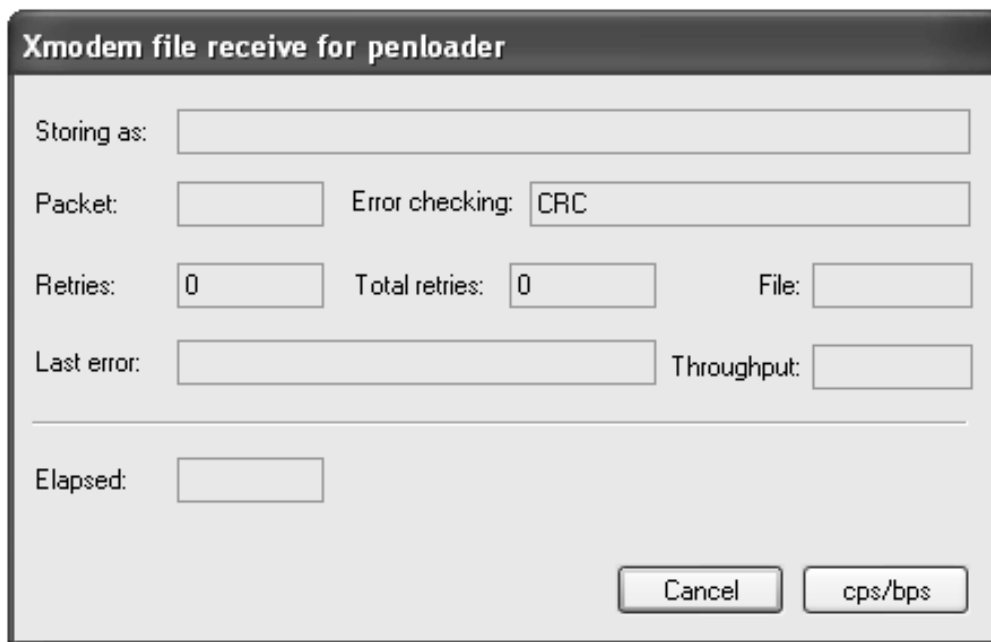 Xmodem file receive for penloader
Storing as:
Packet: Error checking: CRC
Retries: 0 Total retries: 0 File:
Last error: Throughput:
Elapsed:
Cancel cps/bps